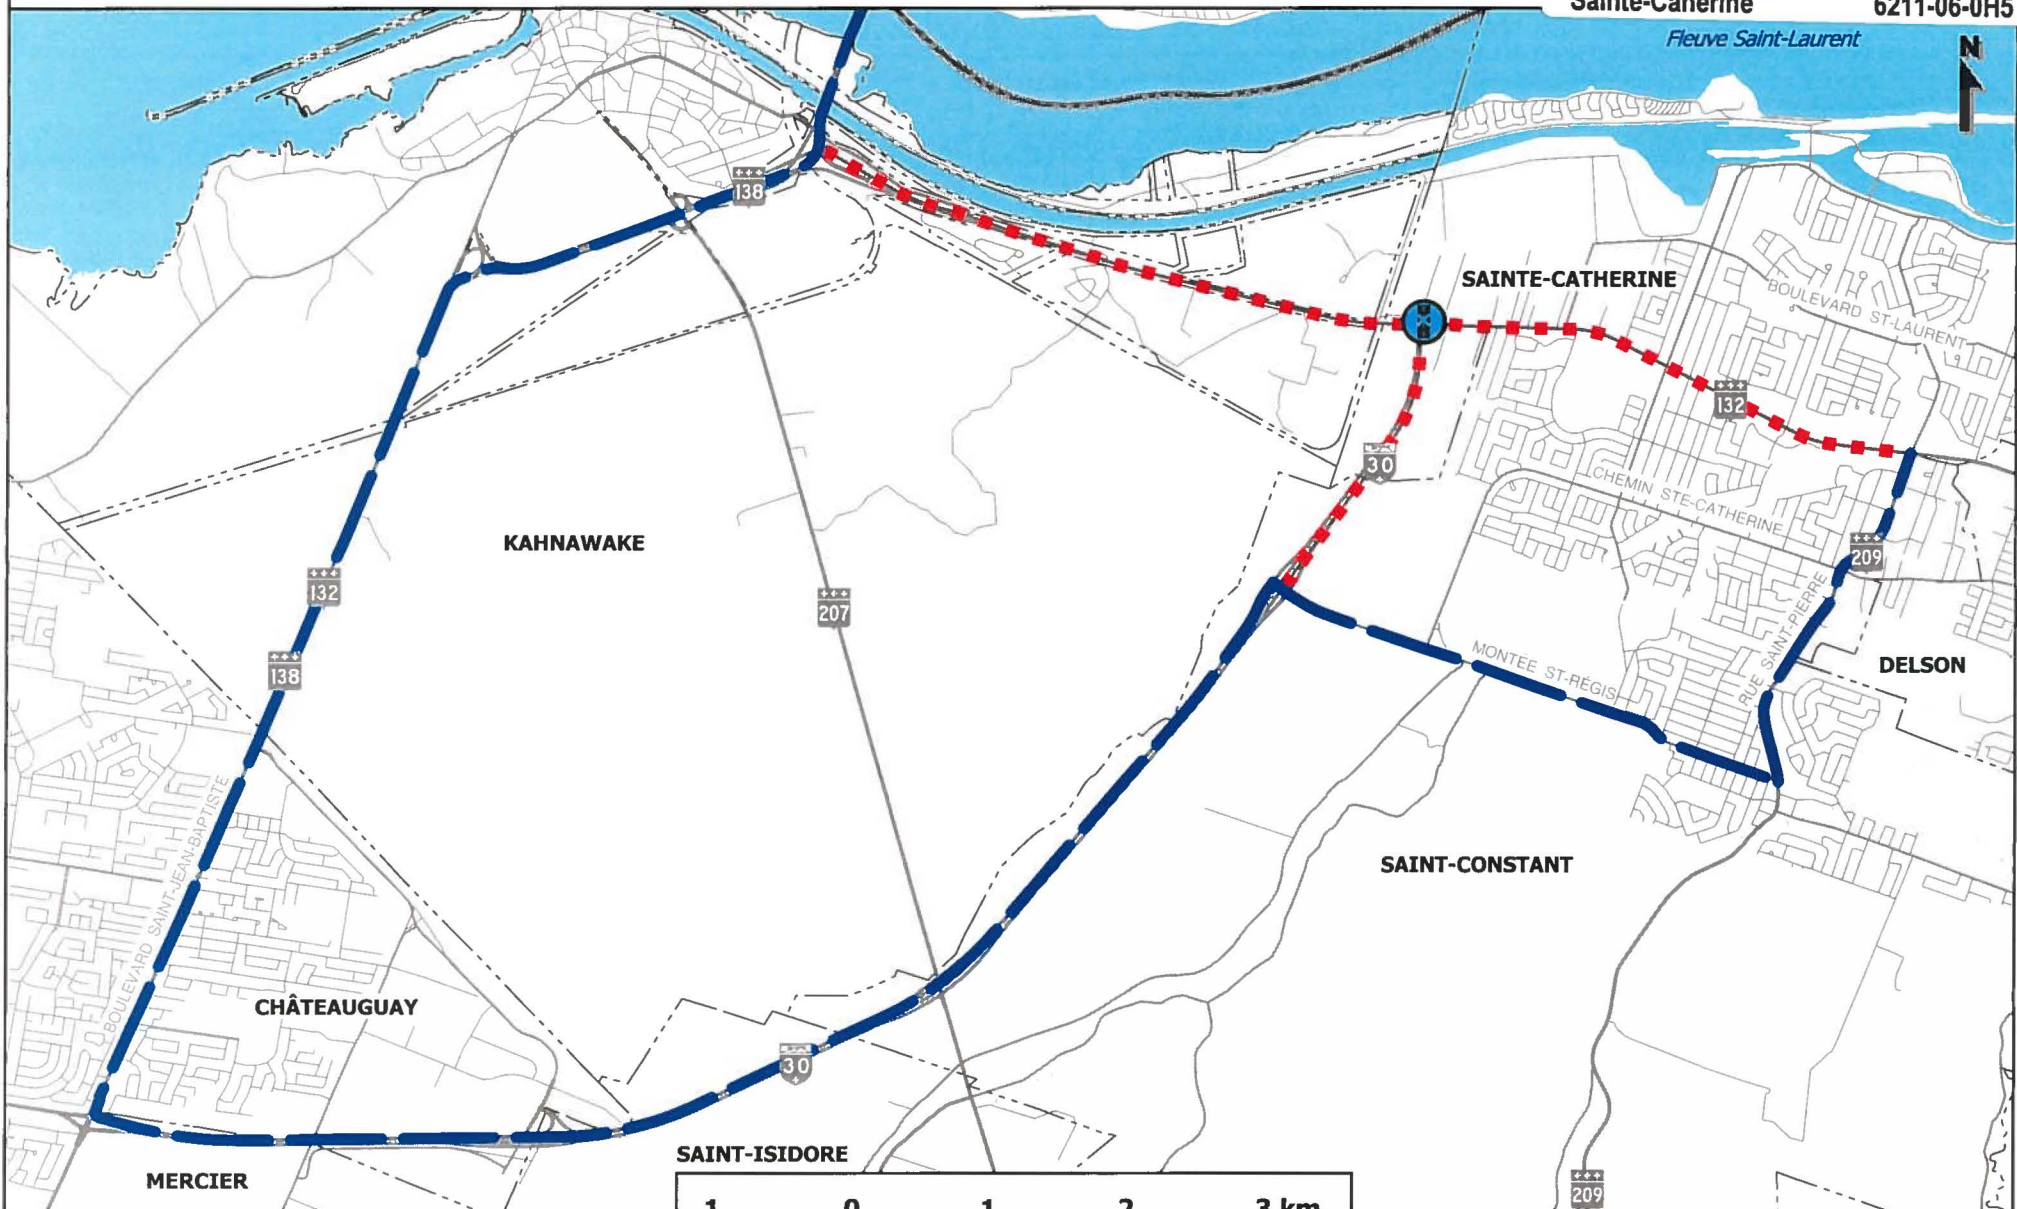 Sainte-Catherine 6211-06-0H5
Fleuve Saint-Laurent
N
138
SAINTE-CATHERINE
BOULEVARD ST-LAURENT
132
30
CHEMIN STE-CATHERINE
KAHNAWAKE
209
132
207
RUE SAINT-PIERRE
138
MONTÉE ST-RÉGIS
DELSON
BOULEVARD SAINT-JEAN-BAPTISTE
SAINT-CONSTANT
CHÂTEAUGUAY
30
SAINT-ISIDORE
MERCIER
209
1 0 1 2 3 km